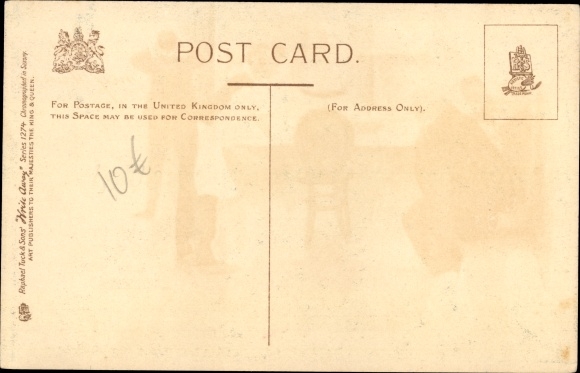 POST CARD.
FOR POSTAGE, IN THE UNITED KINGDOM ONLY,
THIS SPACE MAY BE USED FOR CORRESPONDENCE.
(FOR ADDRESS ONLY).
10 €
Raphael Tuck & Sons' "Write Away" Series 1274 Chromographed in Saxony.
ART PUBLISHERS TO THEIR MAJESTIES THE KING & QUEEN.